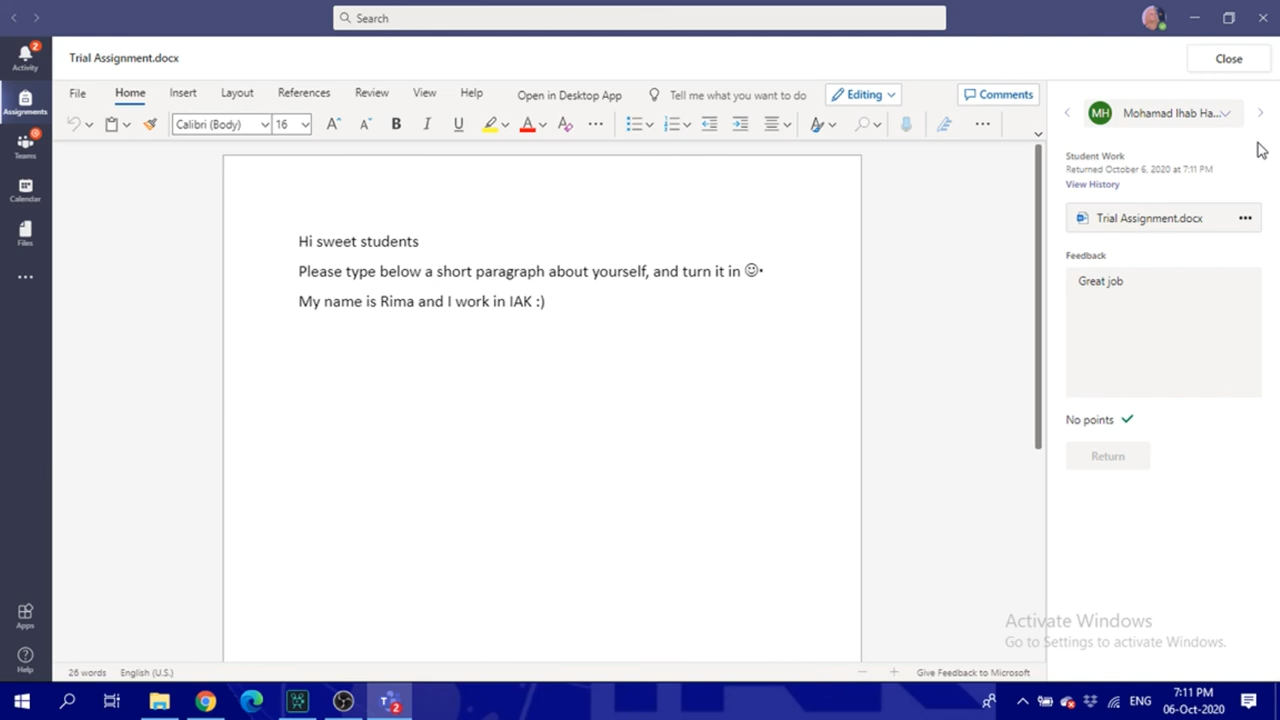 Search
2
Activity
Assignments
Teams
Calendar
Files
Apps
Help
Trial Assignment.docx
Close
File Home Insert Layout References Review View Help Open in Desktop App Tell me what you want to do Editing Comments
Calibri (Body) 16 A A B I U A A
Hi sweet students
Please type below a short paragraph about yourself, and turn it in ☺
My name is Rima and I work in IAK :)
MH Mohamad Ihab Ha...
Student Work
Returned October 6, 2020 at 7:11 PM
View History
Trial Assignment.docx
Feedback
Great job
No points
Return
Activate Windows
Go to Settings to activate Windows.
26 words English (U.S.) Give Feedback to Microsoft
2
ENG
7:11 PM
06-Oct-2020